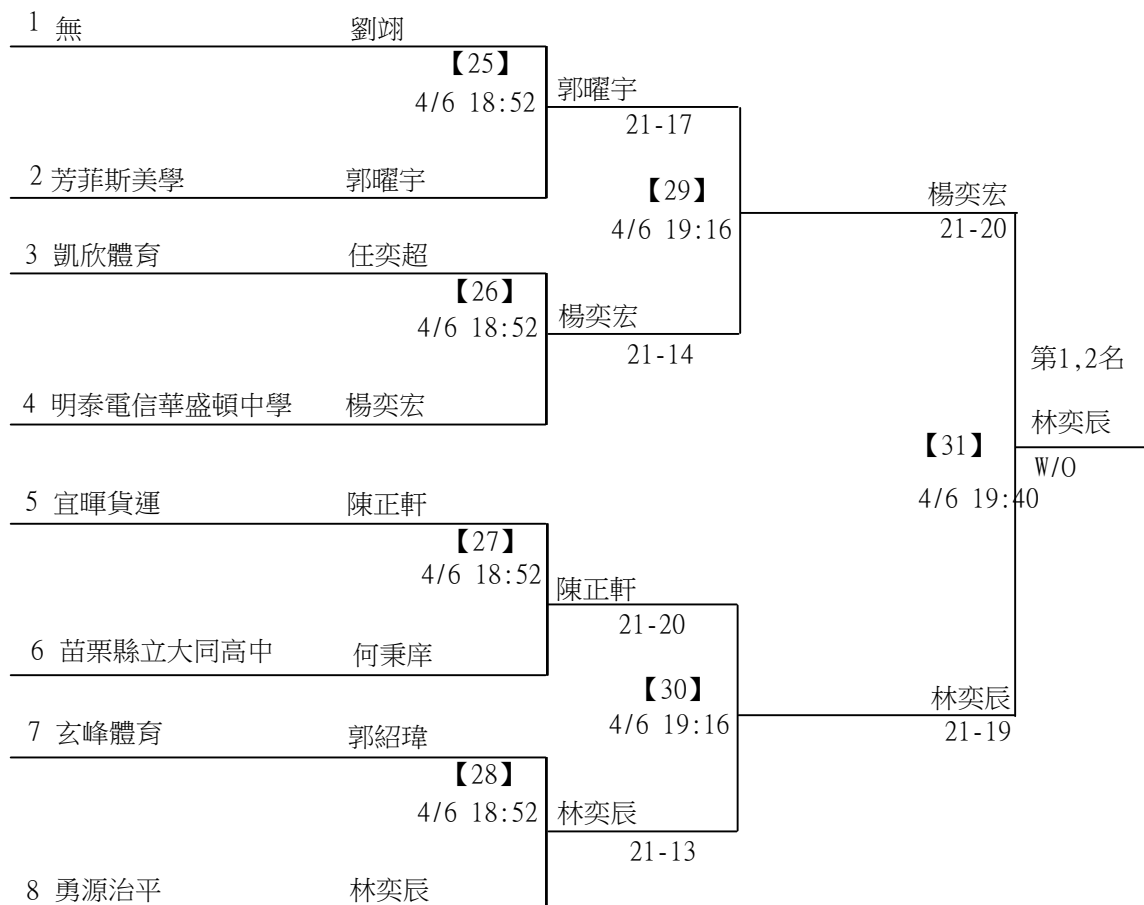 1 無 劉翊
【25】
4/6 18:52
郭曜宇
21-17
2 芳菲斯美學 郭曜宇
【29】
4/6 19:16
楊奕宏
21-20
3 凱欣體育 任奕超
【26】
4/6 18:52
楊奕宏
21-14
4 明泰電信華盛頓中學 楊奕宏
第1,2名
林奕辰
【31】
W/O
4/6 19:40
5 宜暉貨運 陳正軒
【27】
4/6 18:52
陳正軒
21-20
6 苗栗縣立大同高中 何秉庠
【30】
4/6 19:16
林奕辰
21-19
7 玄峰體育 郭紹瑋
【28】
4/6 18:52
林奕辰
21-13
8 勇源治平 林奕辰